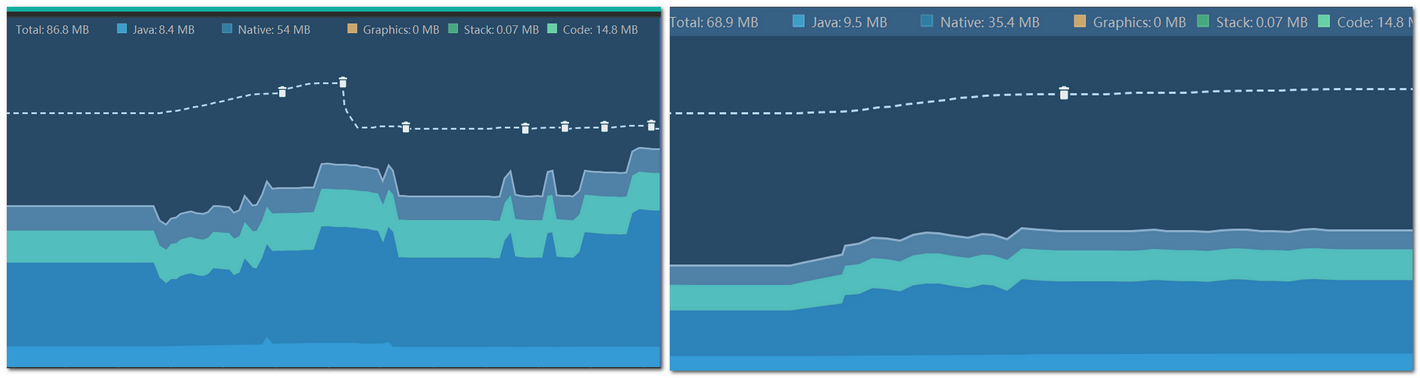 Total: 86.8 MB Java: 8.4 MB Native: 54 MB Graphics: 0 MB Stack: 0.07 MB Code: 14.8 MB
Total: 68.9 MB Java: 9.5 MB Native: 35.4 MB Graphics: 0 MB Stack: 0.07 MB Code: 14.8 M